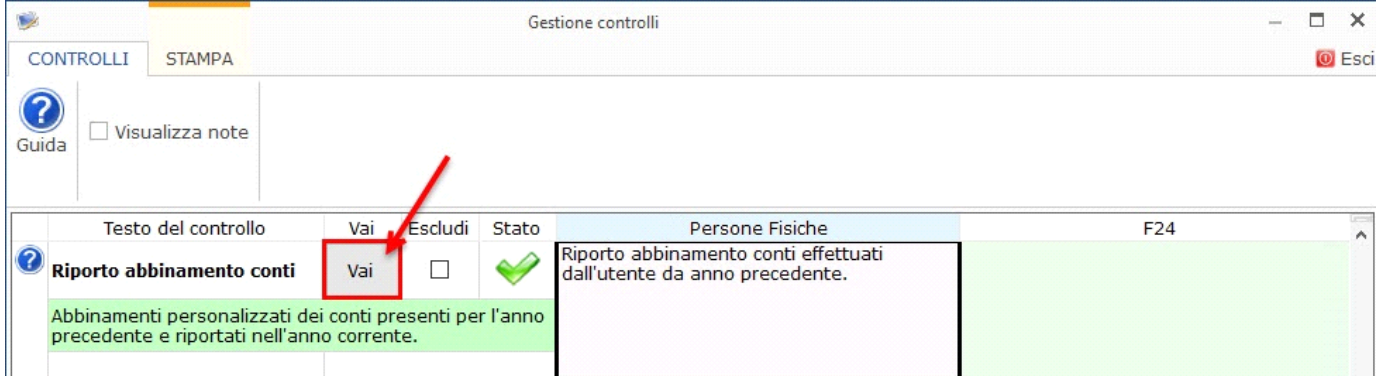 Gestione controlli
CONTROLLI STAMPA Esci
Guida
Visualizza note
Testo del controllo Vai Escludi Stato Persone Fisiche F24
Riporto abbinamento conti Vai
Riporto abbinamento conti effettuati
dall'utente da anno precedente.
Abbinamenti personalizzati dei conti presenti per l'anno
precedente e riportati nell'anno corrente.